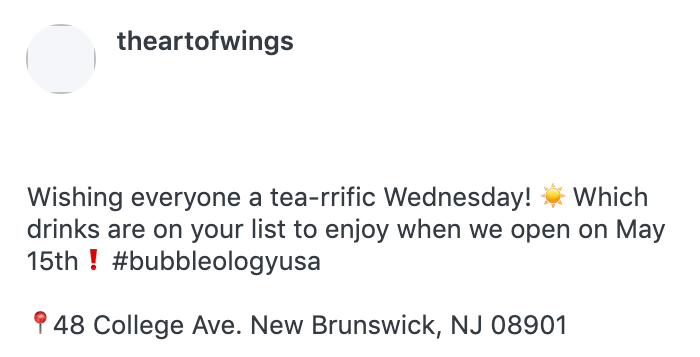 theartofwings
Wishing everyone a tea-rrific Wednesday! ☀️ Which
drinks are on your list to enjoy when we open on May
15th❗ #bubbleologyusa
📍48 College Ave. New Brunswick, NJ 08901